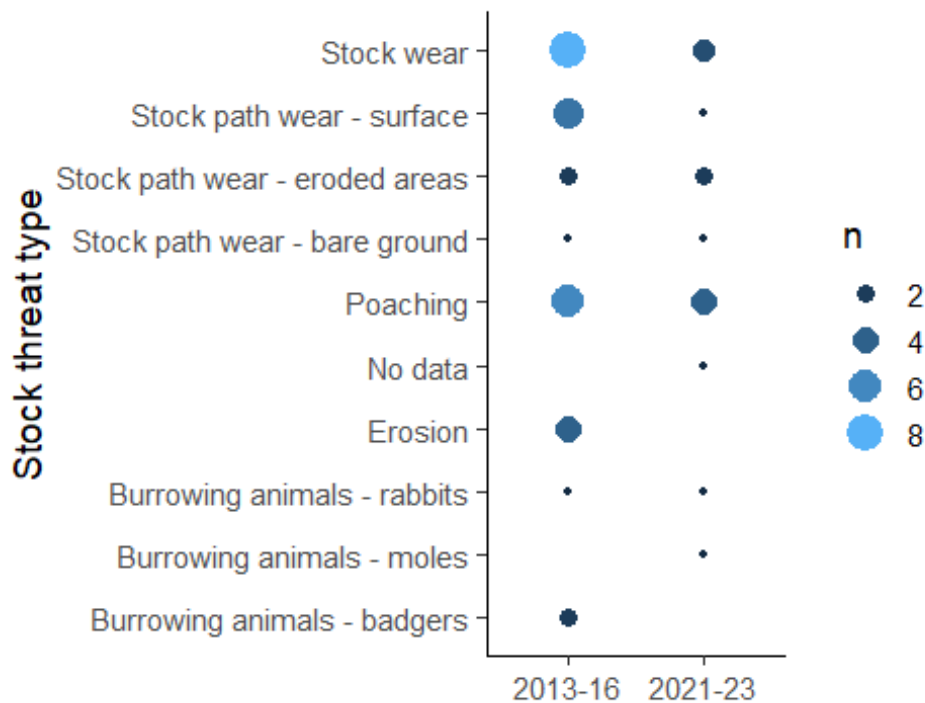 Stock threat type
Stock wear
Stock path wear - surface
Stock path wear - eroded areas
Stock path wear - bare ground
Poaching
No data
Erosion
Burrowing animals - rabbits
Burrowing animals - moles
Burrowing animals - badgers
2013-16 2021-23
n
2
4
6
8